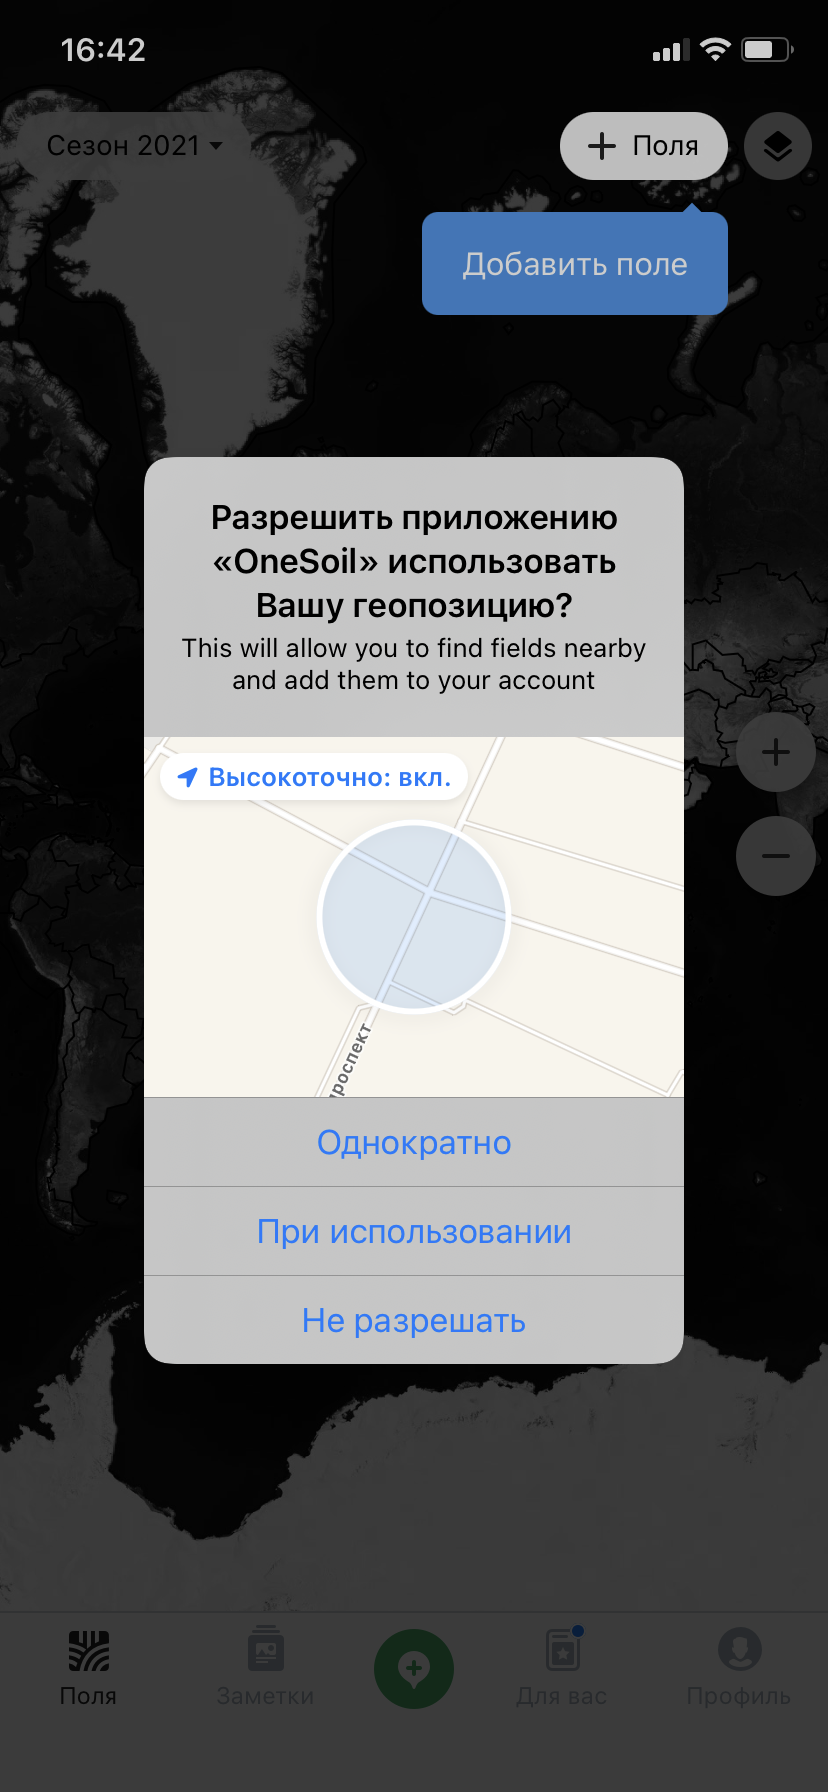 16:42
Сезон 2021
Поля
Добавить поле
Разрешить приложению
«OneSoil» использовать
Вашу геопозицию?
This will allow you to find fields nearby
and add them to your account
Высокоточно: вкл.
Однократно
При использовании
Не разрешать
Поля
Заметки
Для вас
Профиль